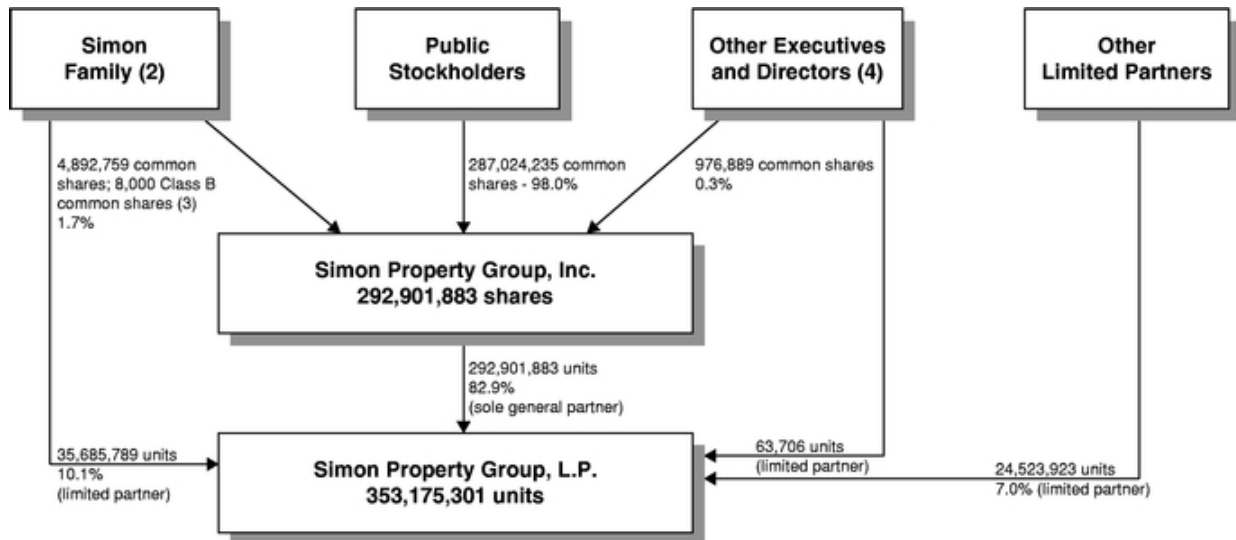 Simon
Family (2)
Public
Stockholders
Other Executives
and Directors (4)
Other
Limited Partners
4,892,759 common
shares; 8,000 Class B
common shares (3)
1.7%
287,024,235 common
shares - 98.0%
976,889 common shares
0.3%
Simon Property Group, Inc.
292,901,883 shares
292,901,883 units
82.9%
(sole general partner)
35,685,789 units
10.1%
(limited partner)
Simon Property Group, L.P.
353,175,301 units
63,706 units
(limited partner)
24,523,923 units
7.0% (limited partner)